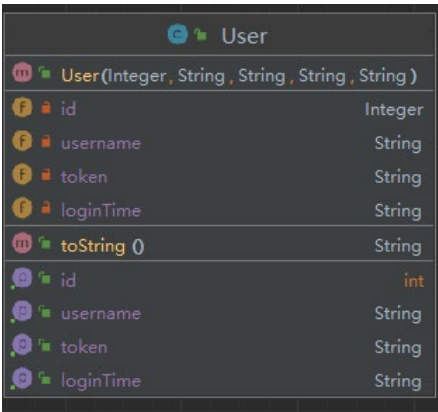 User
User(Integer, String, String, String, String)
id Integer
username String
token String
loginTime String
toString () String
id int
username String
token String
loginTime String